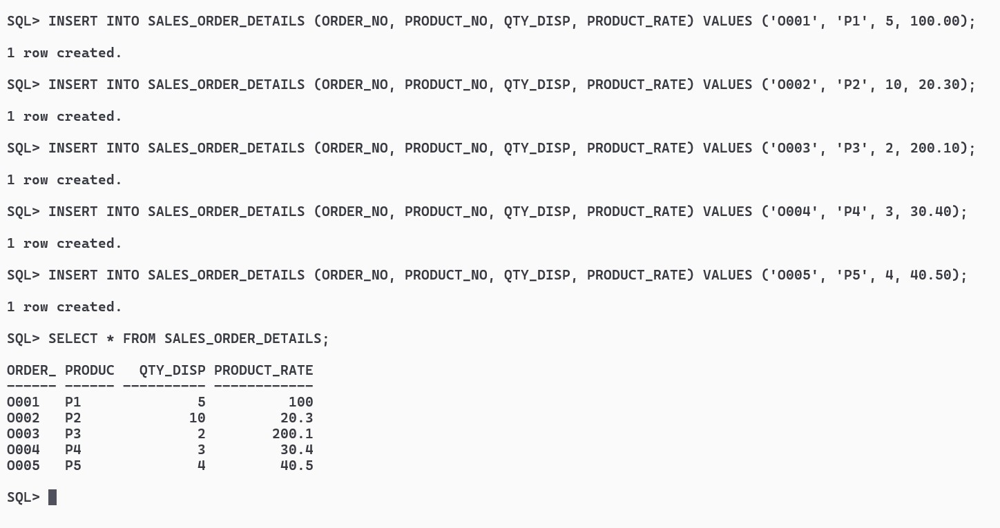 SQL> INSERT INTO SALES_ORDER_DETAILS (ORDER_NO, PRODUCT_NO, QTY_DISP, PRODUCT_RATE) VALUES ('O001', 'P1', 5, 100.00);
1 row created.
SQL> INSERT INTO SALES_ORDER_DETAILS (ORDER_NO, PRODUCT_NO, QTY_DISP, PRODUCT_RATE) VALUES ('O002', 'P2', 10, 20.30);
1 row created.
SQL> INSERT INTO SALES_ORDER_DETAILS (ORDER_NO, PRODUCT_NO, QTY_DISP, PRODUCT_RATE) VALUES ('O003', 'P3', 2, 200.10);
1 row created.
SQL> INSERT INTO SALES_ORDER_DETAILS (ORDER_NO, PRODUCT_NO, QTY_DISP, PRODUCT_RATE) VALUES ('O004', 'P4', 3, 30.40);
1 row created.
SQL> INSERT INTO SALES_ORDER_DETAILS (ORDER_NO, PRODUCT_NO, QTY_DISP, PRODUCT_RATE) VALUES ('O005', 'P5', 4, 40.50);
1 row created.
SQL> SELECT * FROM SALES_ORDER_DETAILS;
ORDER_ PRODUC   QTY_DISP PRODUCT_RATE
------ ------ ---------- ------------
O001   P1              5          100
O002   P2             10         20.3
O003   P3              2        200.1
O004   P4              3         30.4
O005   P5              4         40.5
SQL>